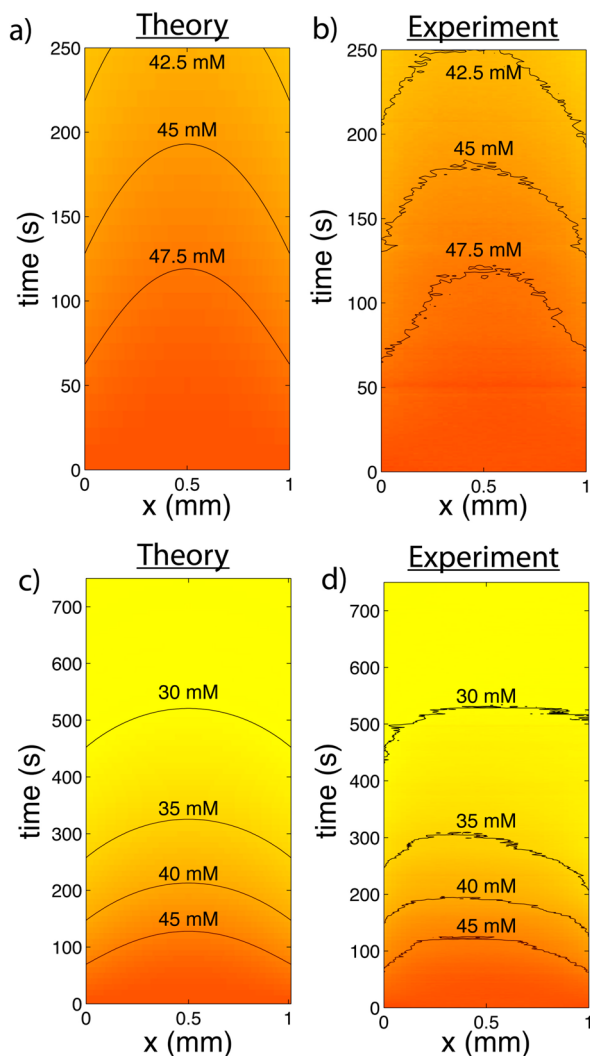 a)
Theory
250
200
150
100
50
0
time (s)
42.5 mM
45 mM
47.5 mM
0
0.5
1
x (mm)
b)
Experiment
250
200
150
100
50
0
time (s)
42.5 mM
45 mM
47.5 mM
0
0.5
1
x (mm)
c)
Theory
700
600
500
400
300
200
100
0
time (s)
30 mM
35 mM
40 mM
45 mM
0
0.5
1
x (mm)
d)
Experiment
700
600
500
400
300
200
100
0
time (s)
30 mM
35 mM
40 mM
45 mM
0
0.5
1
x (mm)